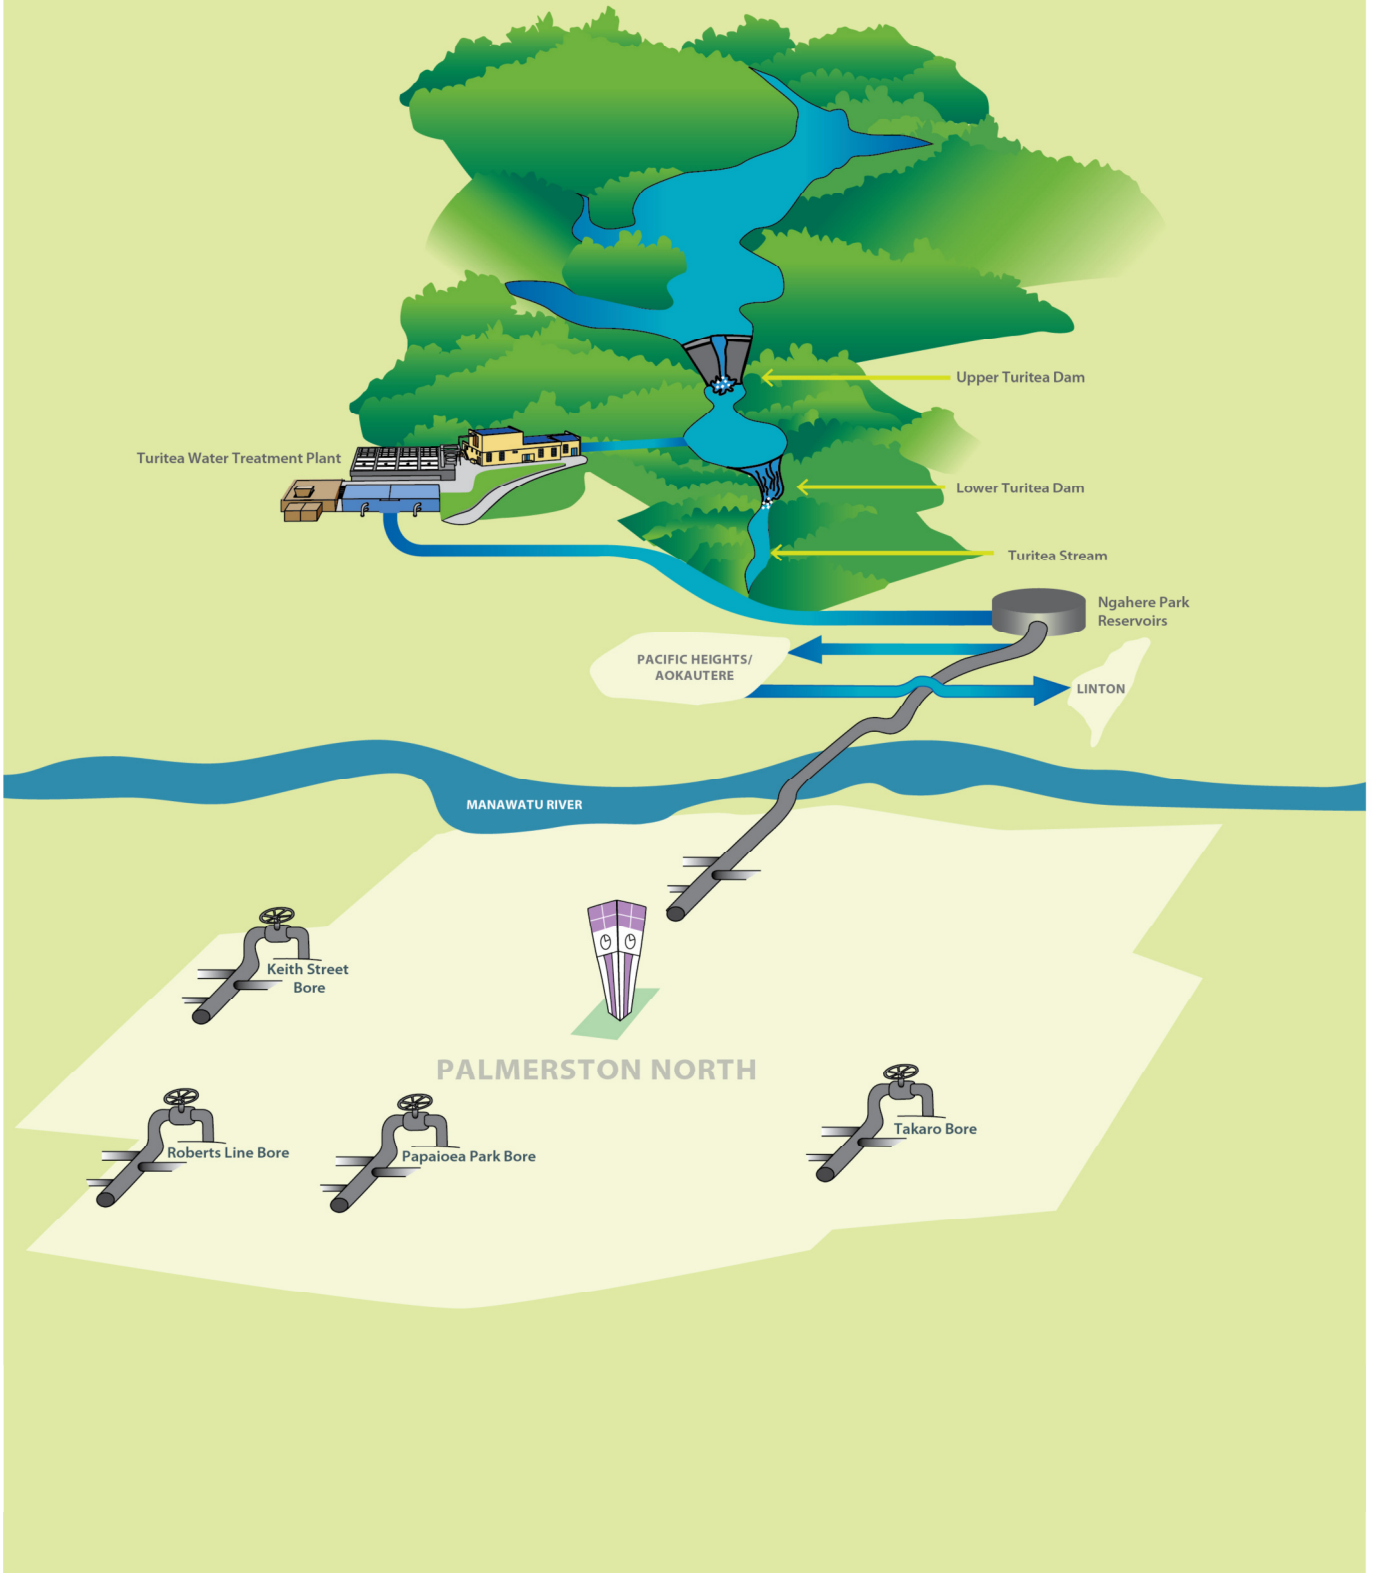 Upper Turitea Dam
Turitea Water Treatment Plant
Lower Turitea Dam
Turitea Stream
Ngahere Park
Reservoirs
PACIFIC HEIGHTS/
AOKAUTERE
LINTON
MANAWATU RIVER
Keith Street
Bore
PALMERSTON NORTH
Takaro Bore
Roberts Line Bore
Papaioea Park Bore